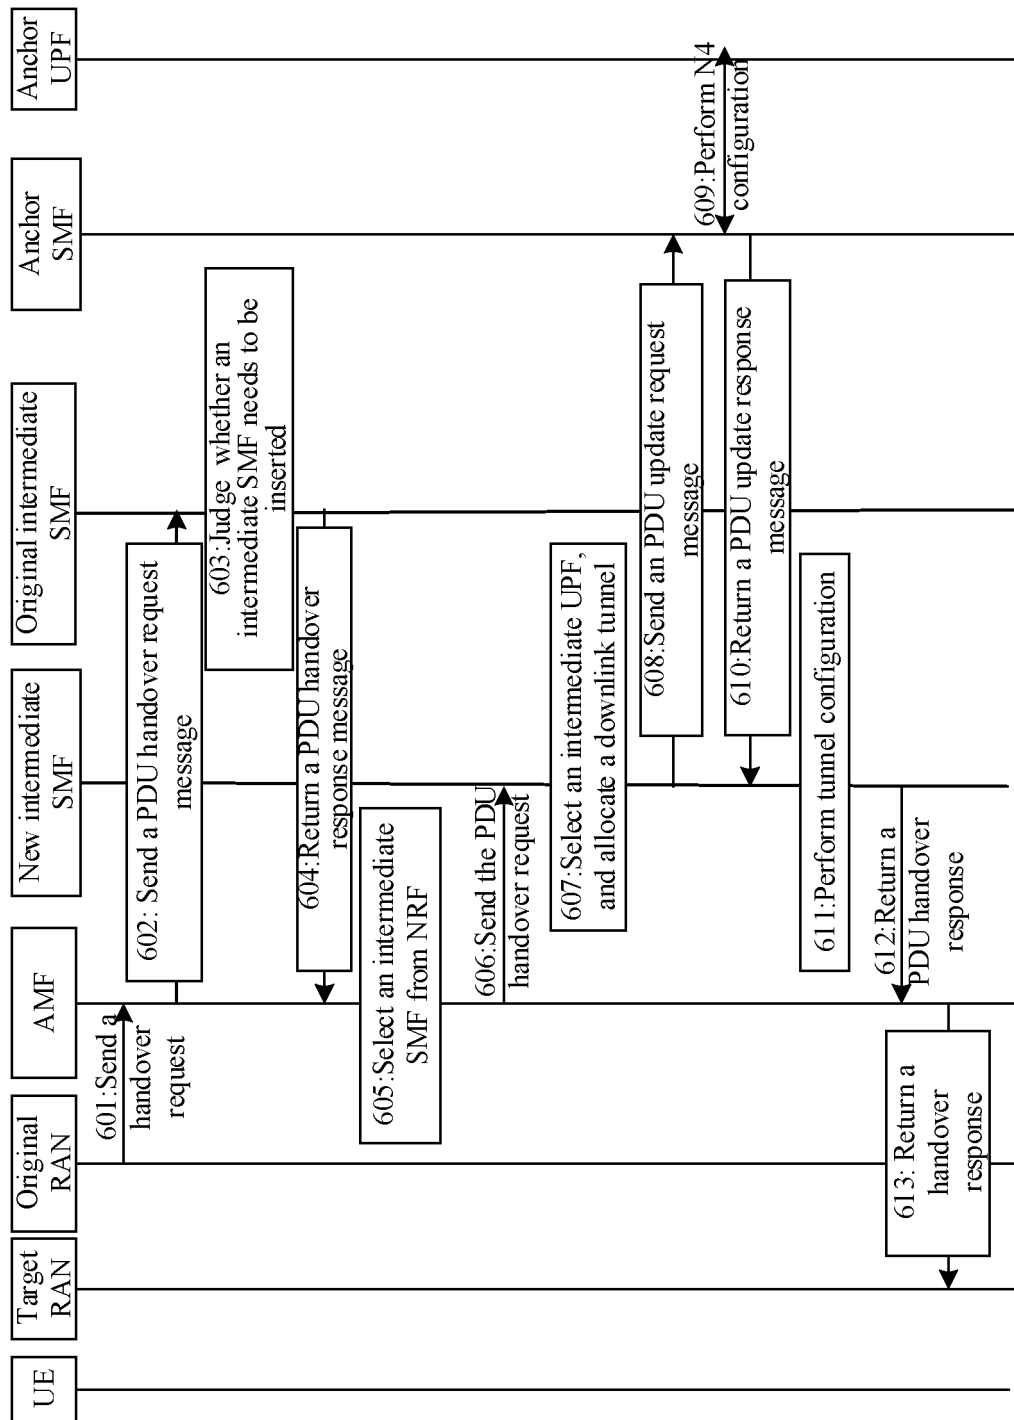 UE
Target
RAN
Original
RAN
AMF
New intermediate
SMF
Original intermediate
SMF
Anchor
SMF
Anchor
UPF
601:Send a
handover
request
602: Send a PDU handover request
message
603:Judge whether an
intermediate SMF needs to be
inserted
604:Return a PDU handover
response message
605:Select an intermediate
SMF from NRF
606:Send the PDU
handover request
607:Select an intermediate UPF,
and allocate a downlink tunnel
608:Send an PDU update request
message
609:Perform N4
configuration
610:Return a PDU update response
message
611:Perform tunnel configuration
612:Return a
PDU handover
response
613: Return a
handover
response